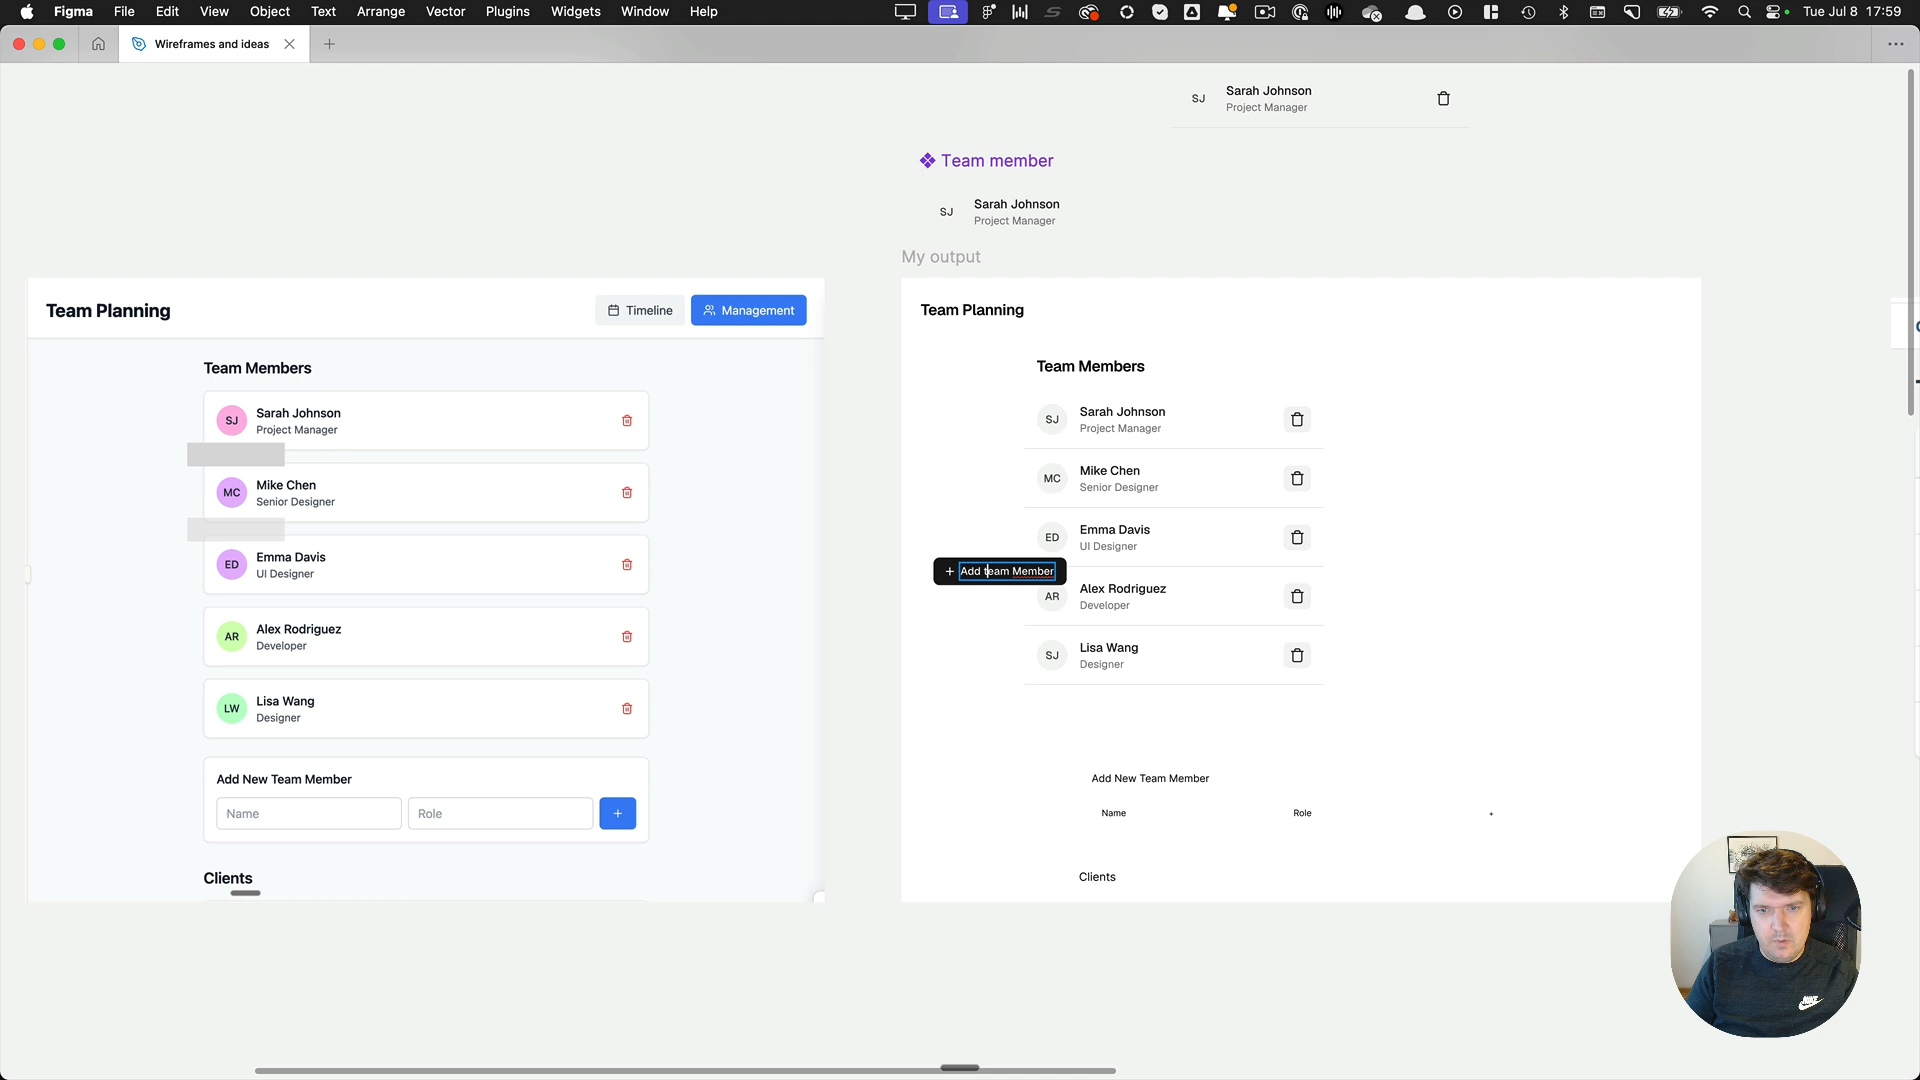 Figma File Edit View Object Text Arrange Vector Plugins Widgets Window Help Tue Jul 8 17:59
Wireframes and ideas
SJ Sarah Johnson
Project Manager
Team member
SJ Sarah Johnson
Project Manager
My output
Team Planning
Timeline
Management
Team Members
SJ Sarah Johnson
Project Manager
MC Mike Chen
Senior Designer
ED Emma Davis
UI Designer
AR Alex Rodriguez
Developer
LW Lisa Wang
Designer
Add New Team Member
Name
Role
+
Clients
Team Planning
Team Members
SJ Sarah Johnson
Project Manager
MC Mike Chen
Senior Designer
ED Emma Davis
UI Designer
+ Add team Member
AR Alex Rodriguez
Developer
SJ Lisa Wang
Designer
Add New Team Member
Name
Role
+
Clients